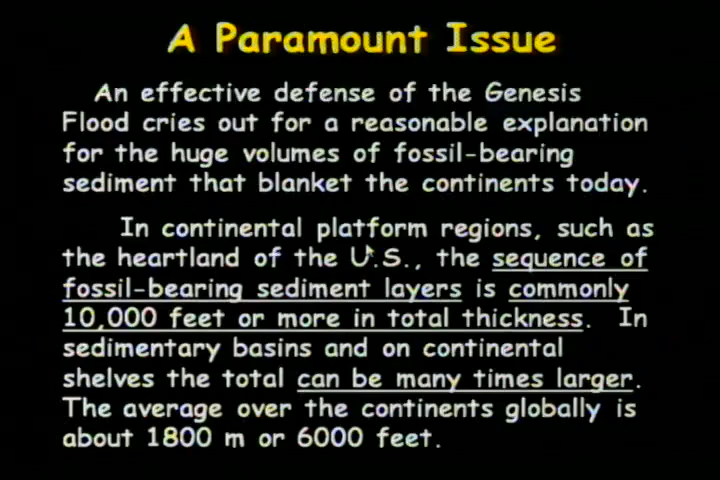 A Paramount Issue
An effective defense of the Genesis
Flood cries out for a reasonable explanation
for the huge volumes of fossil-bearing
sediment that blanket the continents today.
In continental platform regions, such as
the heartland of the U.S., the sequence of
fossil-bearing sediment layers is commonly
10,000 feet or more in total thickness. In
sedimentary basins and on continental
shelves the total can be many times larger.
The average over the continents globally is
about 1800 m or 6000 feet.